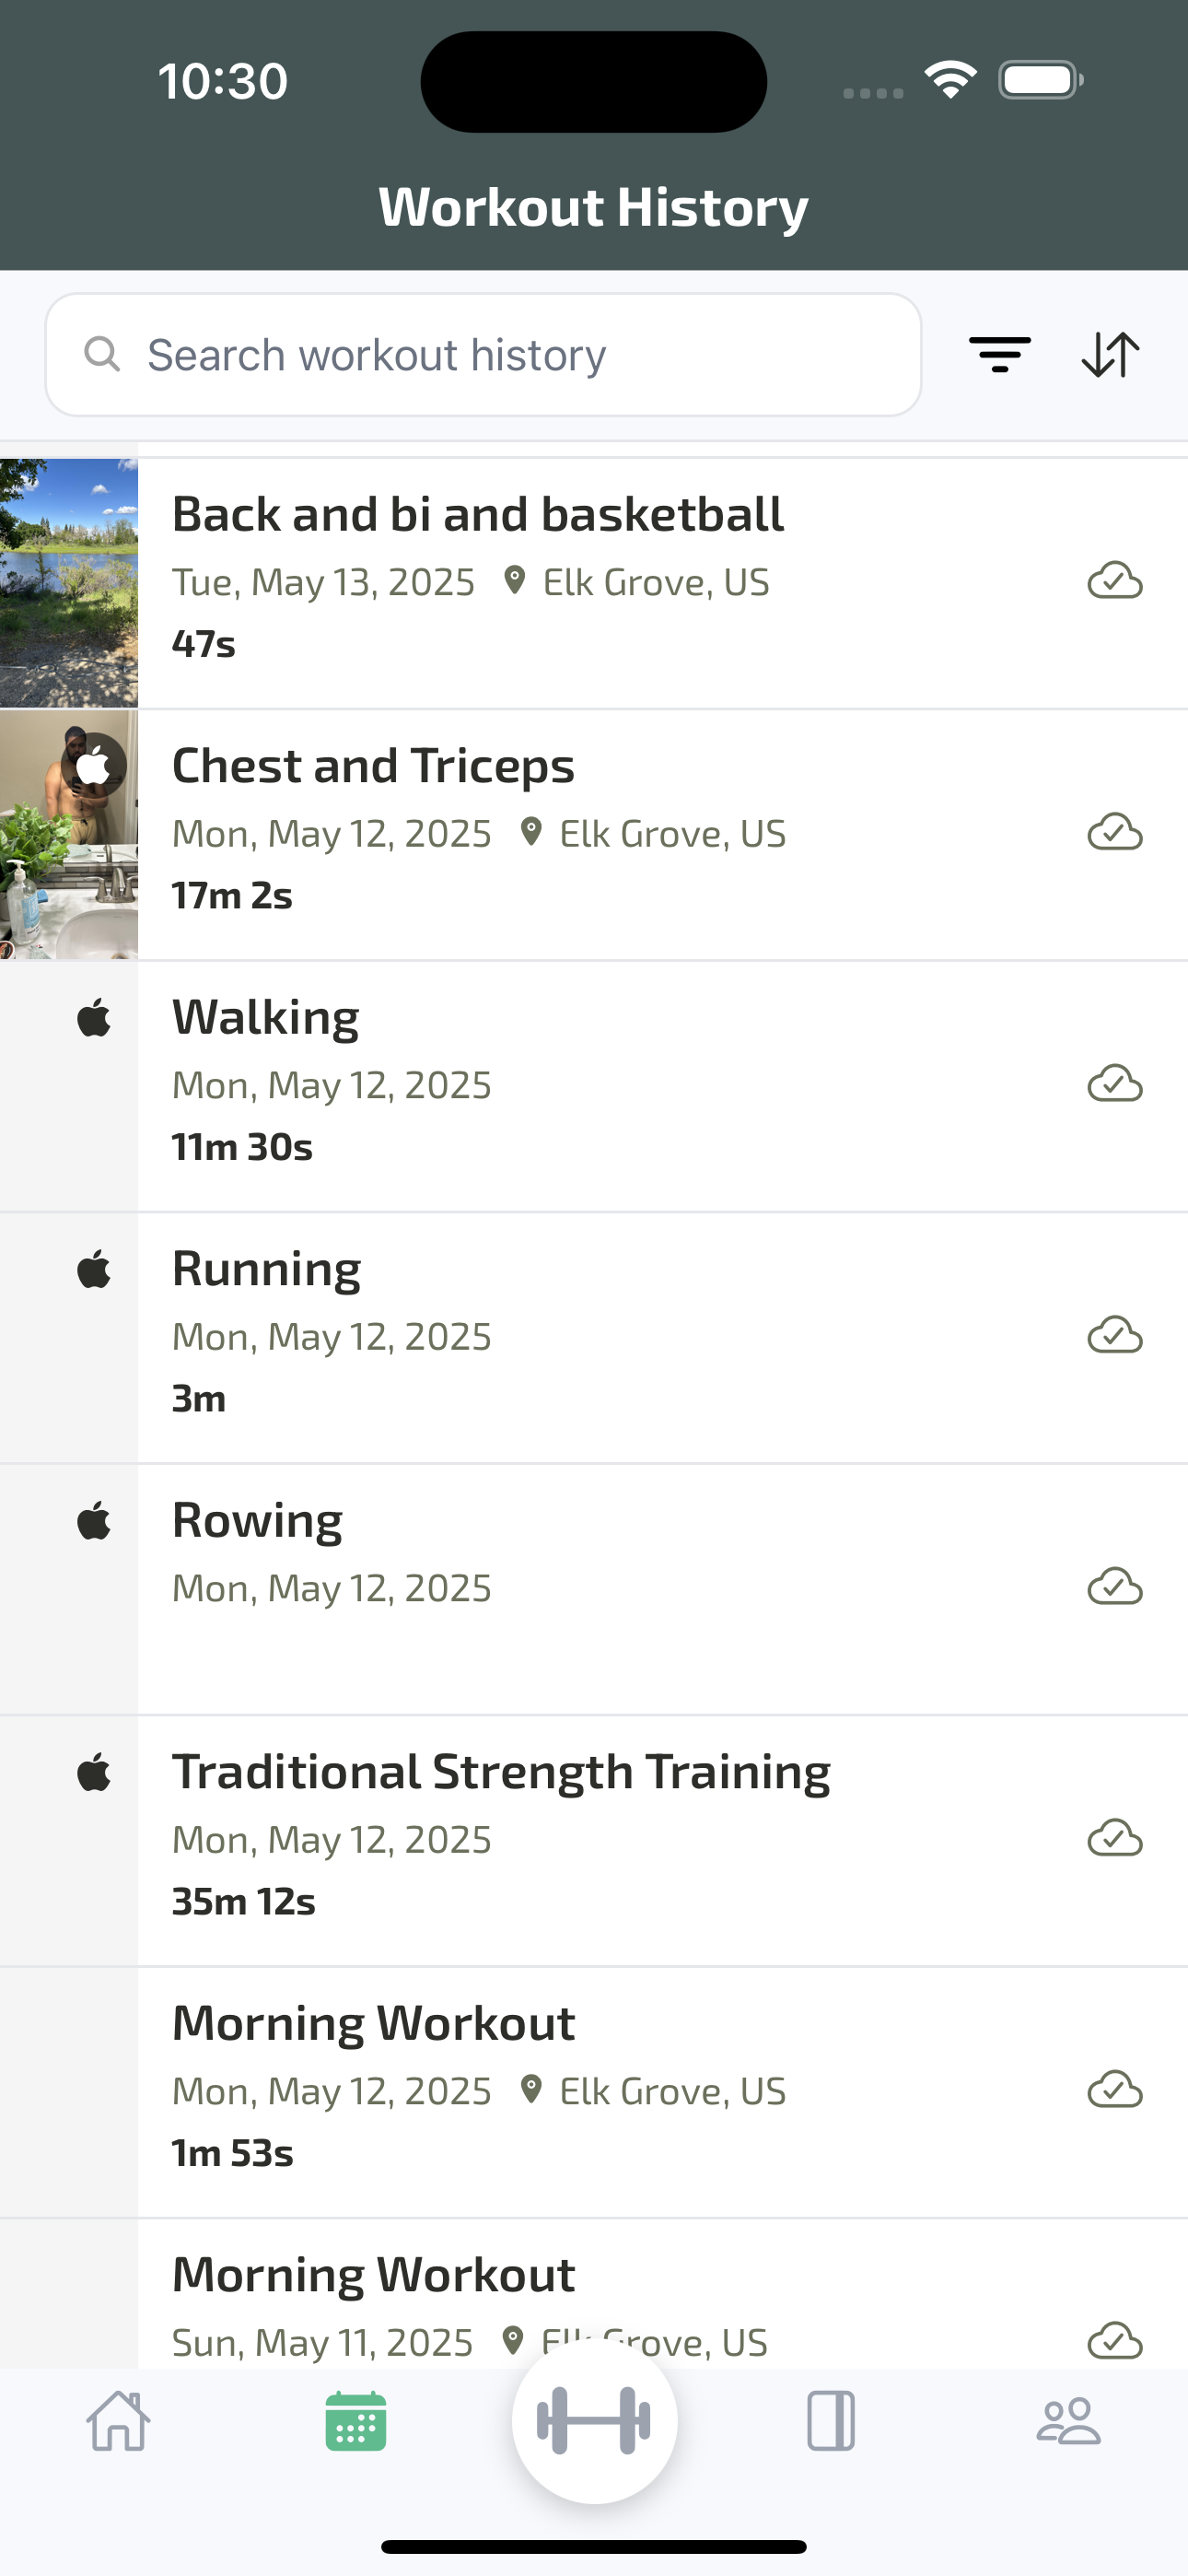 10:30
Workout History
Search workout history
Back and bi and basketball
Tue, May 13, 2025 Elk Grove, US
47s
Chest and Triceps
Mon, May 12, 2025 Elk Grove, US
17m 2s
Walking
Mon, May 12, 2025
11m 30s
Running
Mon, May 12, 2025
3m
Rowing
Mon, May 12, 2025
Traditional Strength Training
Mon, May 12, 2025
35m 12s
Morning Workout
Mon, May 12, 2025 Elk Grove, US
1m 53s
Morning Workout
Sun, May 11, 2025 Elk Grove, US